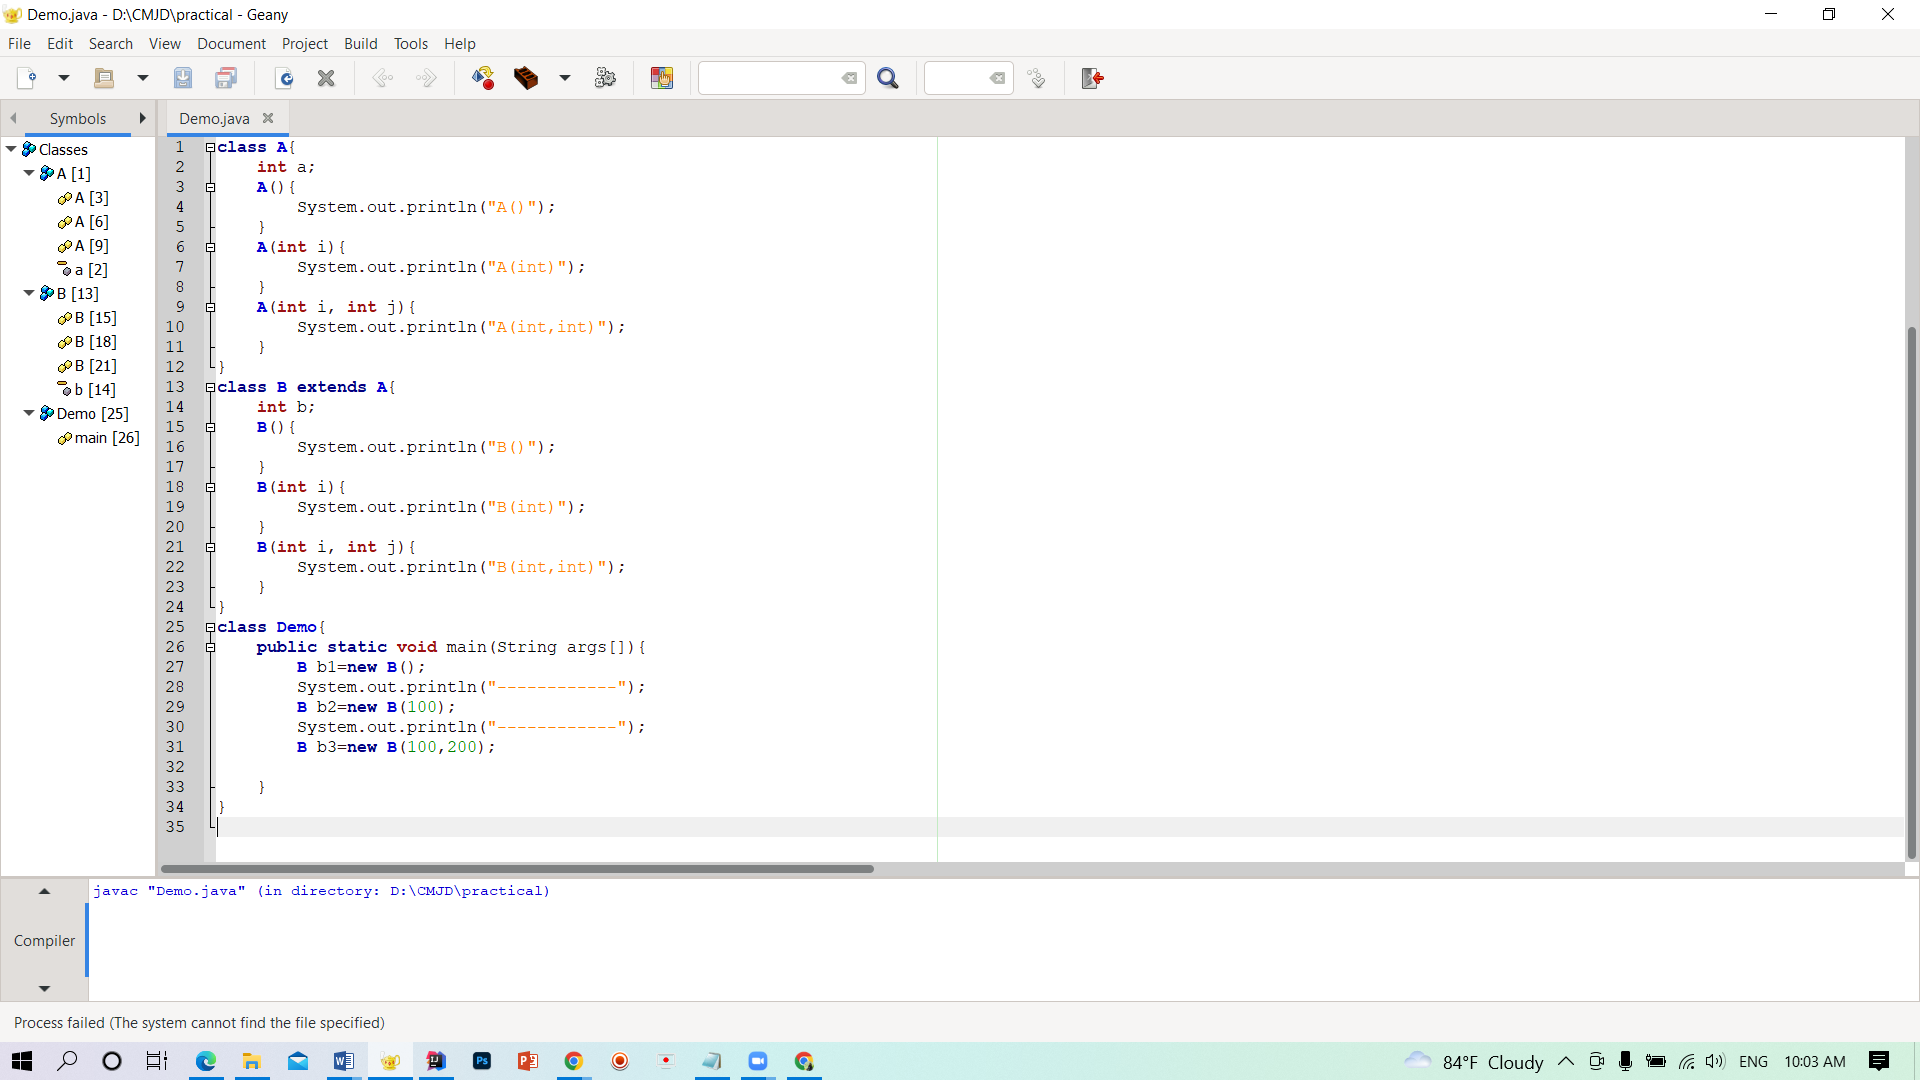 Demo.java - D:\CMJD\practical - Geany
File Edit Search View Document Project Build Tools Help
Symbols
Demo.java
Classes
A [1]
A [3]
A [6]
A [9]
a [2]
B [13]
B [15]
B [18]
B [21]
b [14]
Demo [25]
main [26]
1 class A{
2     int a;
3     A(){
4         System.out.println("A()");
5     }
6     A(int i){
7         System.out.println("A(int)");
8     }
9     A(int i, int j){
10         System.out.println("A(int,int)");
11     }
12 }
13 class B extends A{
14     int b;
15     B(){
16         System.out.println("B()");
17     }
18     B(int i){
19         System.out.println("B(int)");
20     }
21     B(int i, int j){
22         System.out.println("B(int,int)");
23     }
24 }
25 class Demo{
26     public static void main(String args[]){
27         B b1=new B();
28         System.out.println("------------");
29         B b2=new B(100);
30         System.out.println("------------");
31         B b3=new B(100,200);
32
33     }
34 }
35
javac "Demo.java" (in directory: D:\CMJD\practical)
Compiler
Process failed (The system cannot find the file specified)
84°F Cloudy ENG 10:03 AM